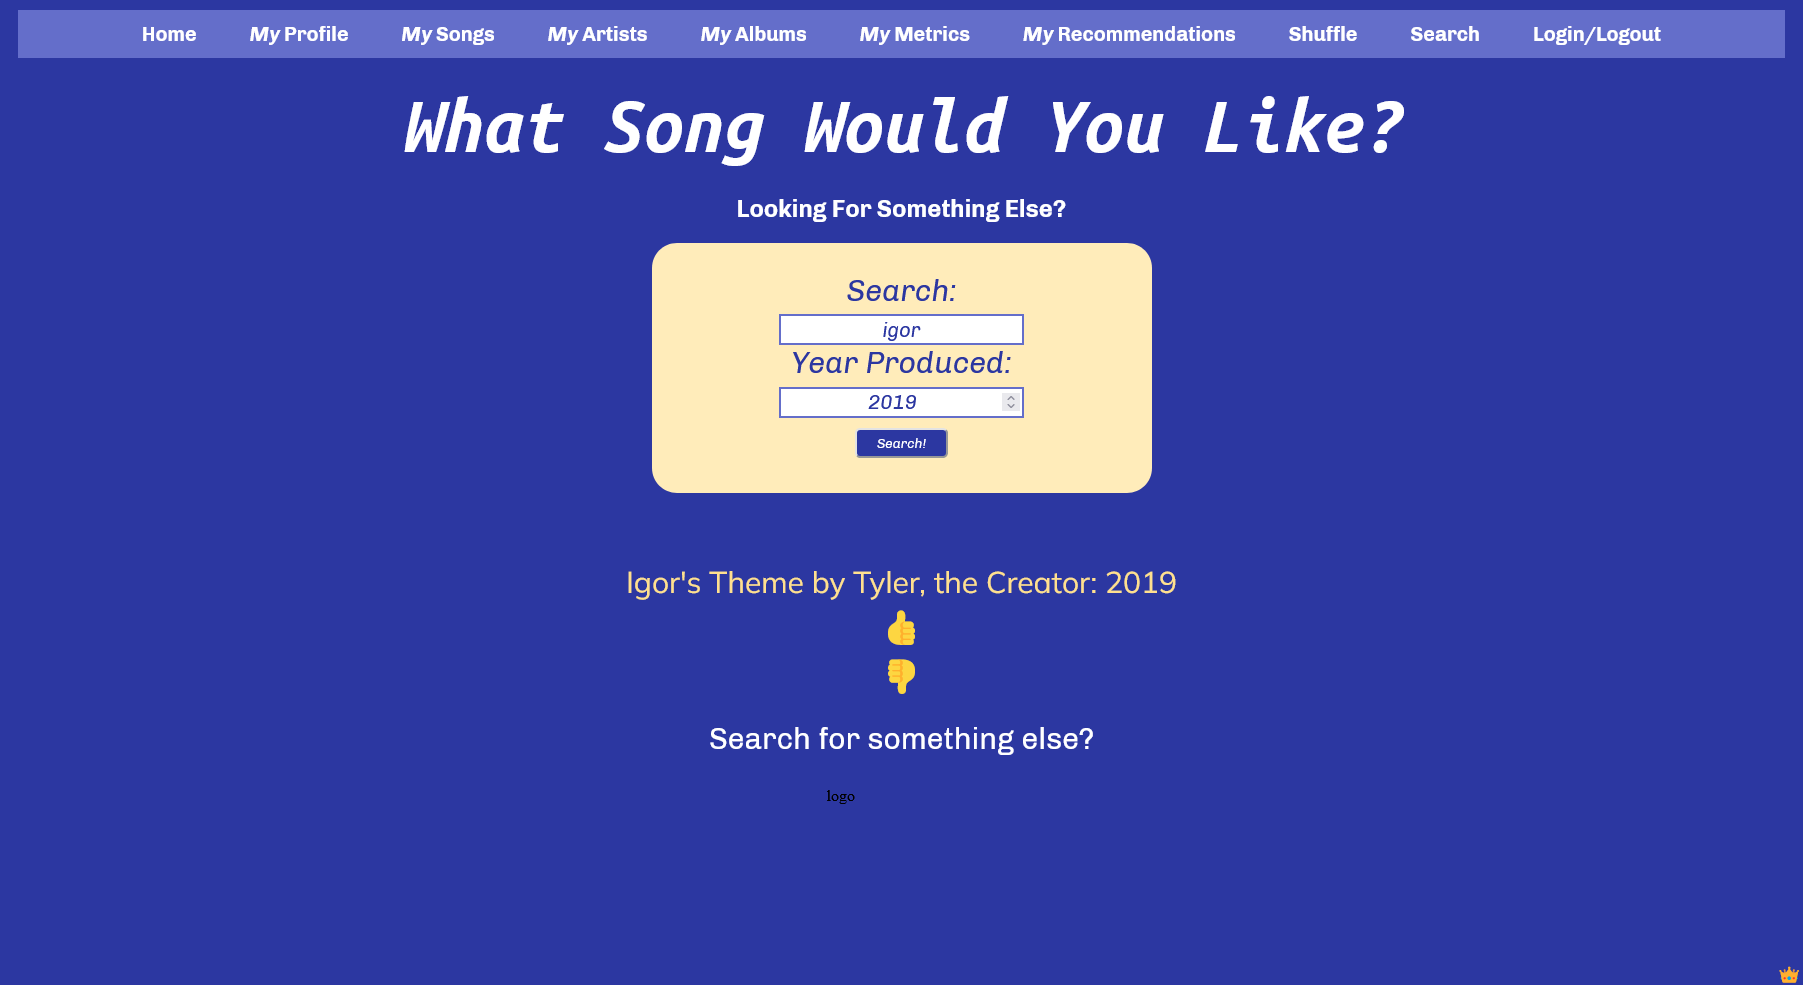 Home My Profile My Songs My Artists My Albums My Metrics My Recommendations Shuffle Search Login/Logout
What Song Would You Like?
Looking For Something Else?
Search:
igor
Year Produced:
2019
Search!
Igor's Theme by Tyler, the Creator: 2019
Search for something else?
logo